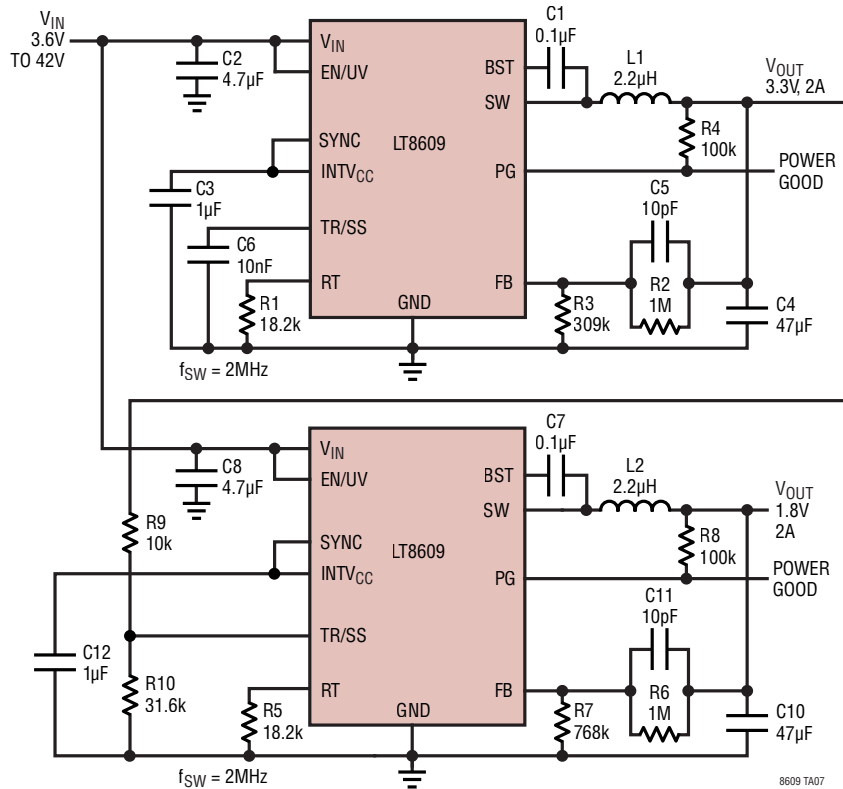 VIN
3.6V
TO 42V
C2
4.7µF
VIN
EN/UV
SYNC
INTVCC
TR/SS
RT
GND
LT8609
BST
SW
PG
FB
C1
0.1µF
L1
2.2µH
VOUT
3.3V, 2A
R4
100k
POWER
GOOD
C5
10pF
R2
1M
R3
309k
C4
47µF
C3
1µF
C6
10nF
R1
18.2k
fSW = 2MHz
C8
4.7µF
VIN
EN/UV
SYNC
INTVCC
TR/SS
RT
GND
LT8609
BST
SW
PG
FB
C7
0.1µF
L2
2.2µH
VOUT
1.8V
2A
R8
100k
POWER
GOOD
C11
10pF
R6
1M
R7
768k
C10
47µF
R9
10k
C12
1µF
R10
31.6k
R5
18.2k
fSW = 2MHz
8609 TA07